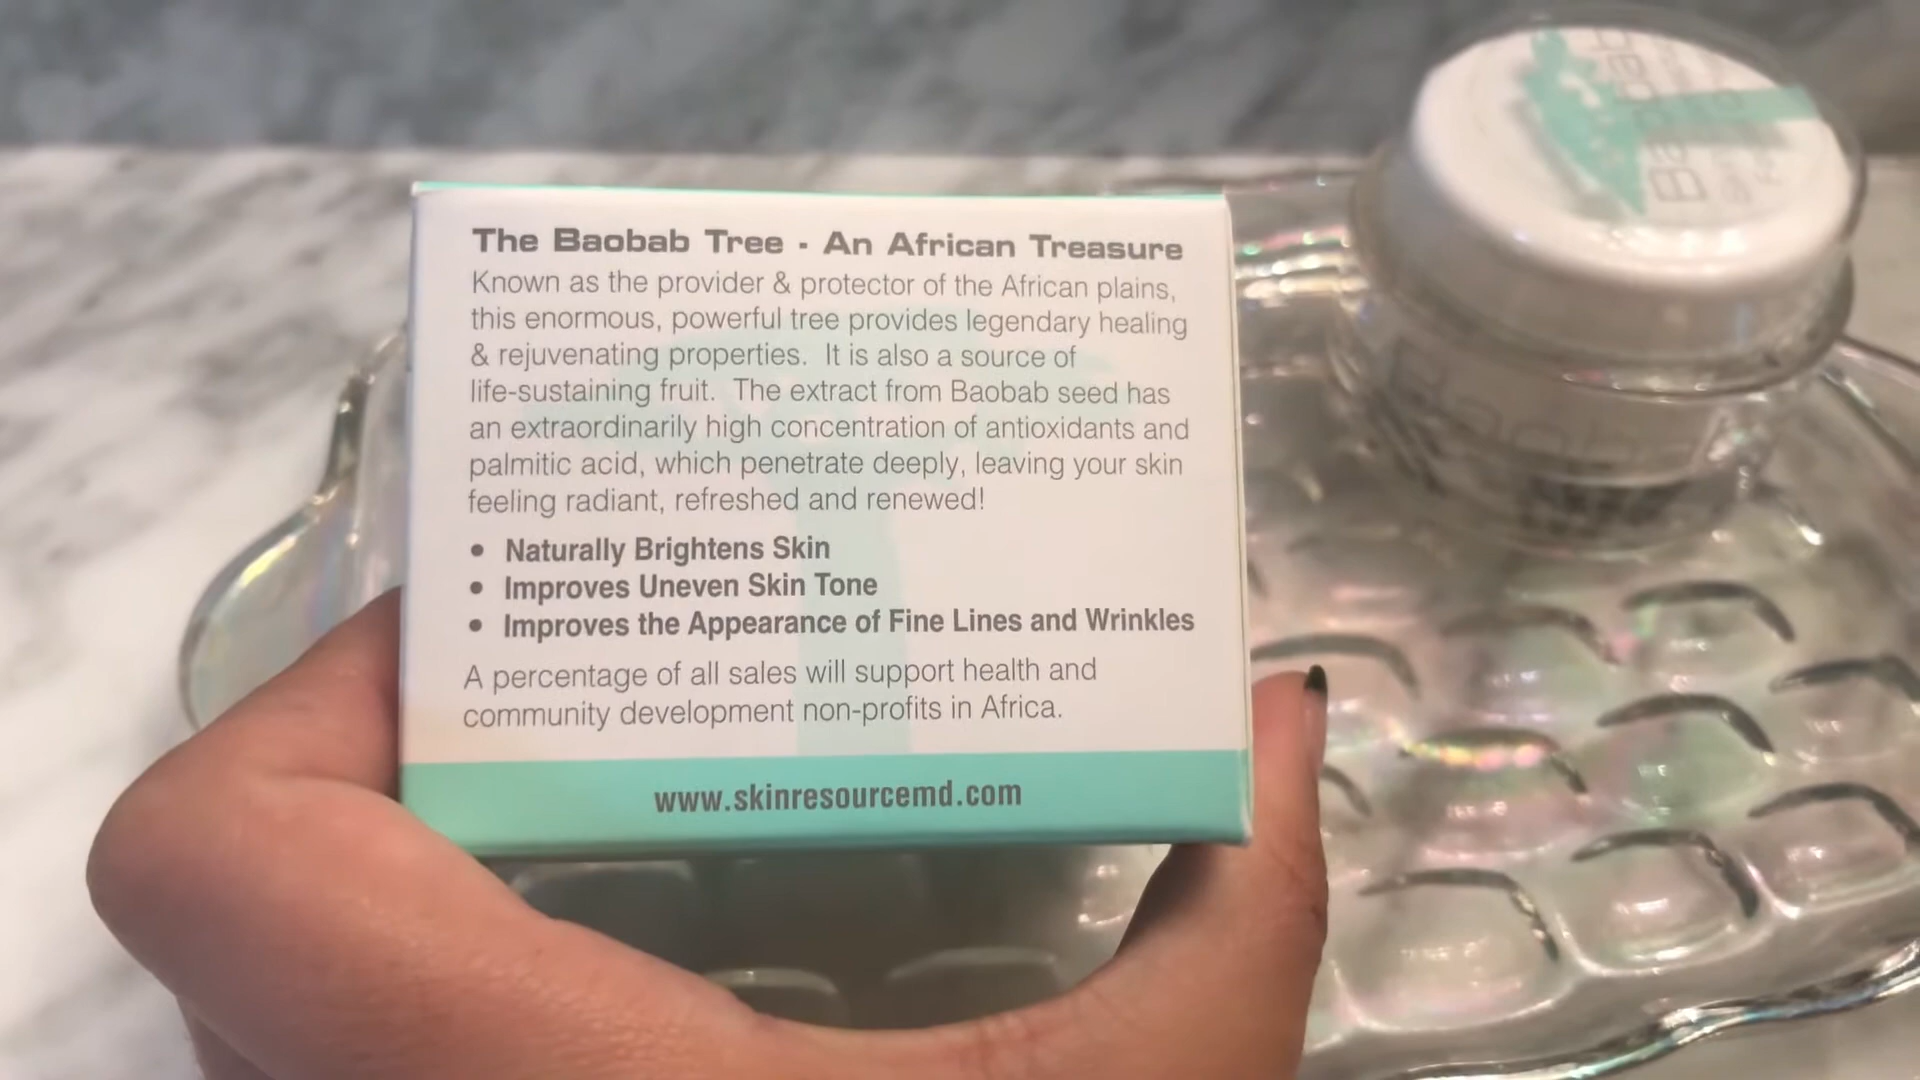 The Baobab Tree - An African Treasure
Known as the provider & protector of the African plains,
this enormous, powerful tree provides legendary healing
& rejuvenating properties. It is also a source of
life-sustaining fruit. The extract from Baobab seed has
an extraordinarily high concentration of antioxidants and
palmitic acid, which penetrate deeply, leaving your skin
feeling radiant, refreshed and renewed!
• Naturally Brightens Skin
• Improves Uneven Skin Tone
• Improves the Appearance of Fine Lines and Wrinkles
A percentage of all sales will support health and
community development non-profits in Africa.
www.skinresourcemd.com